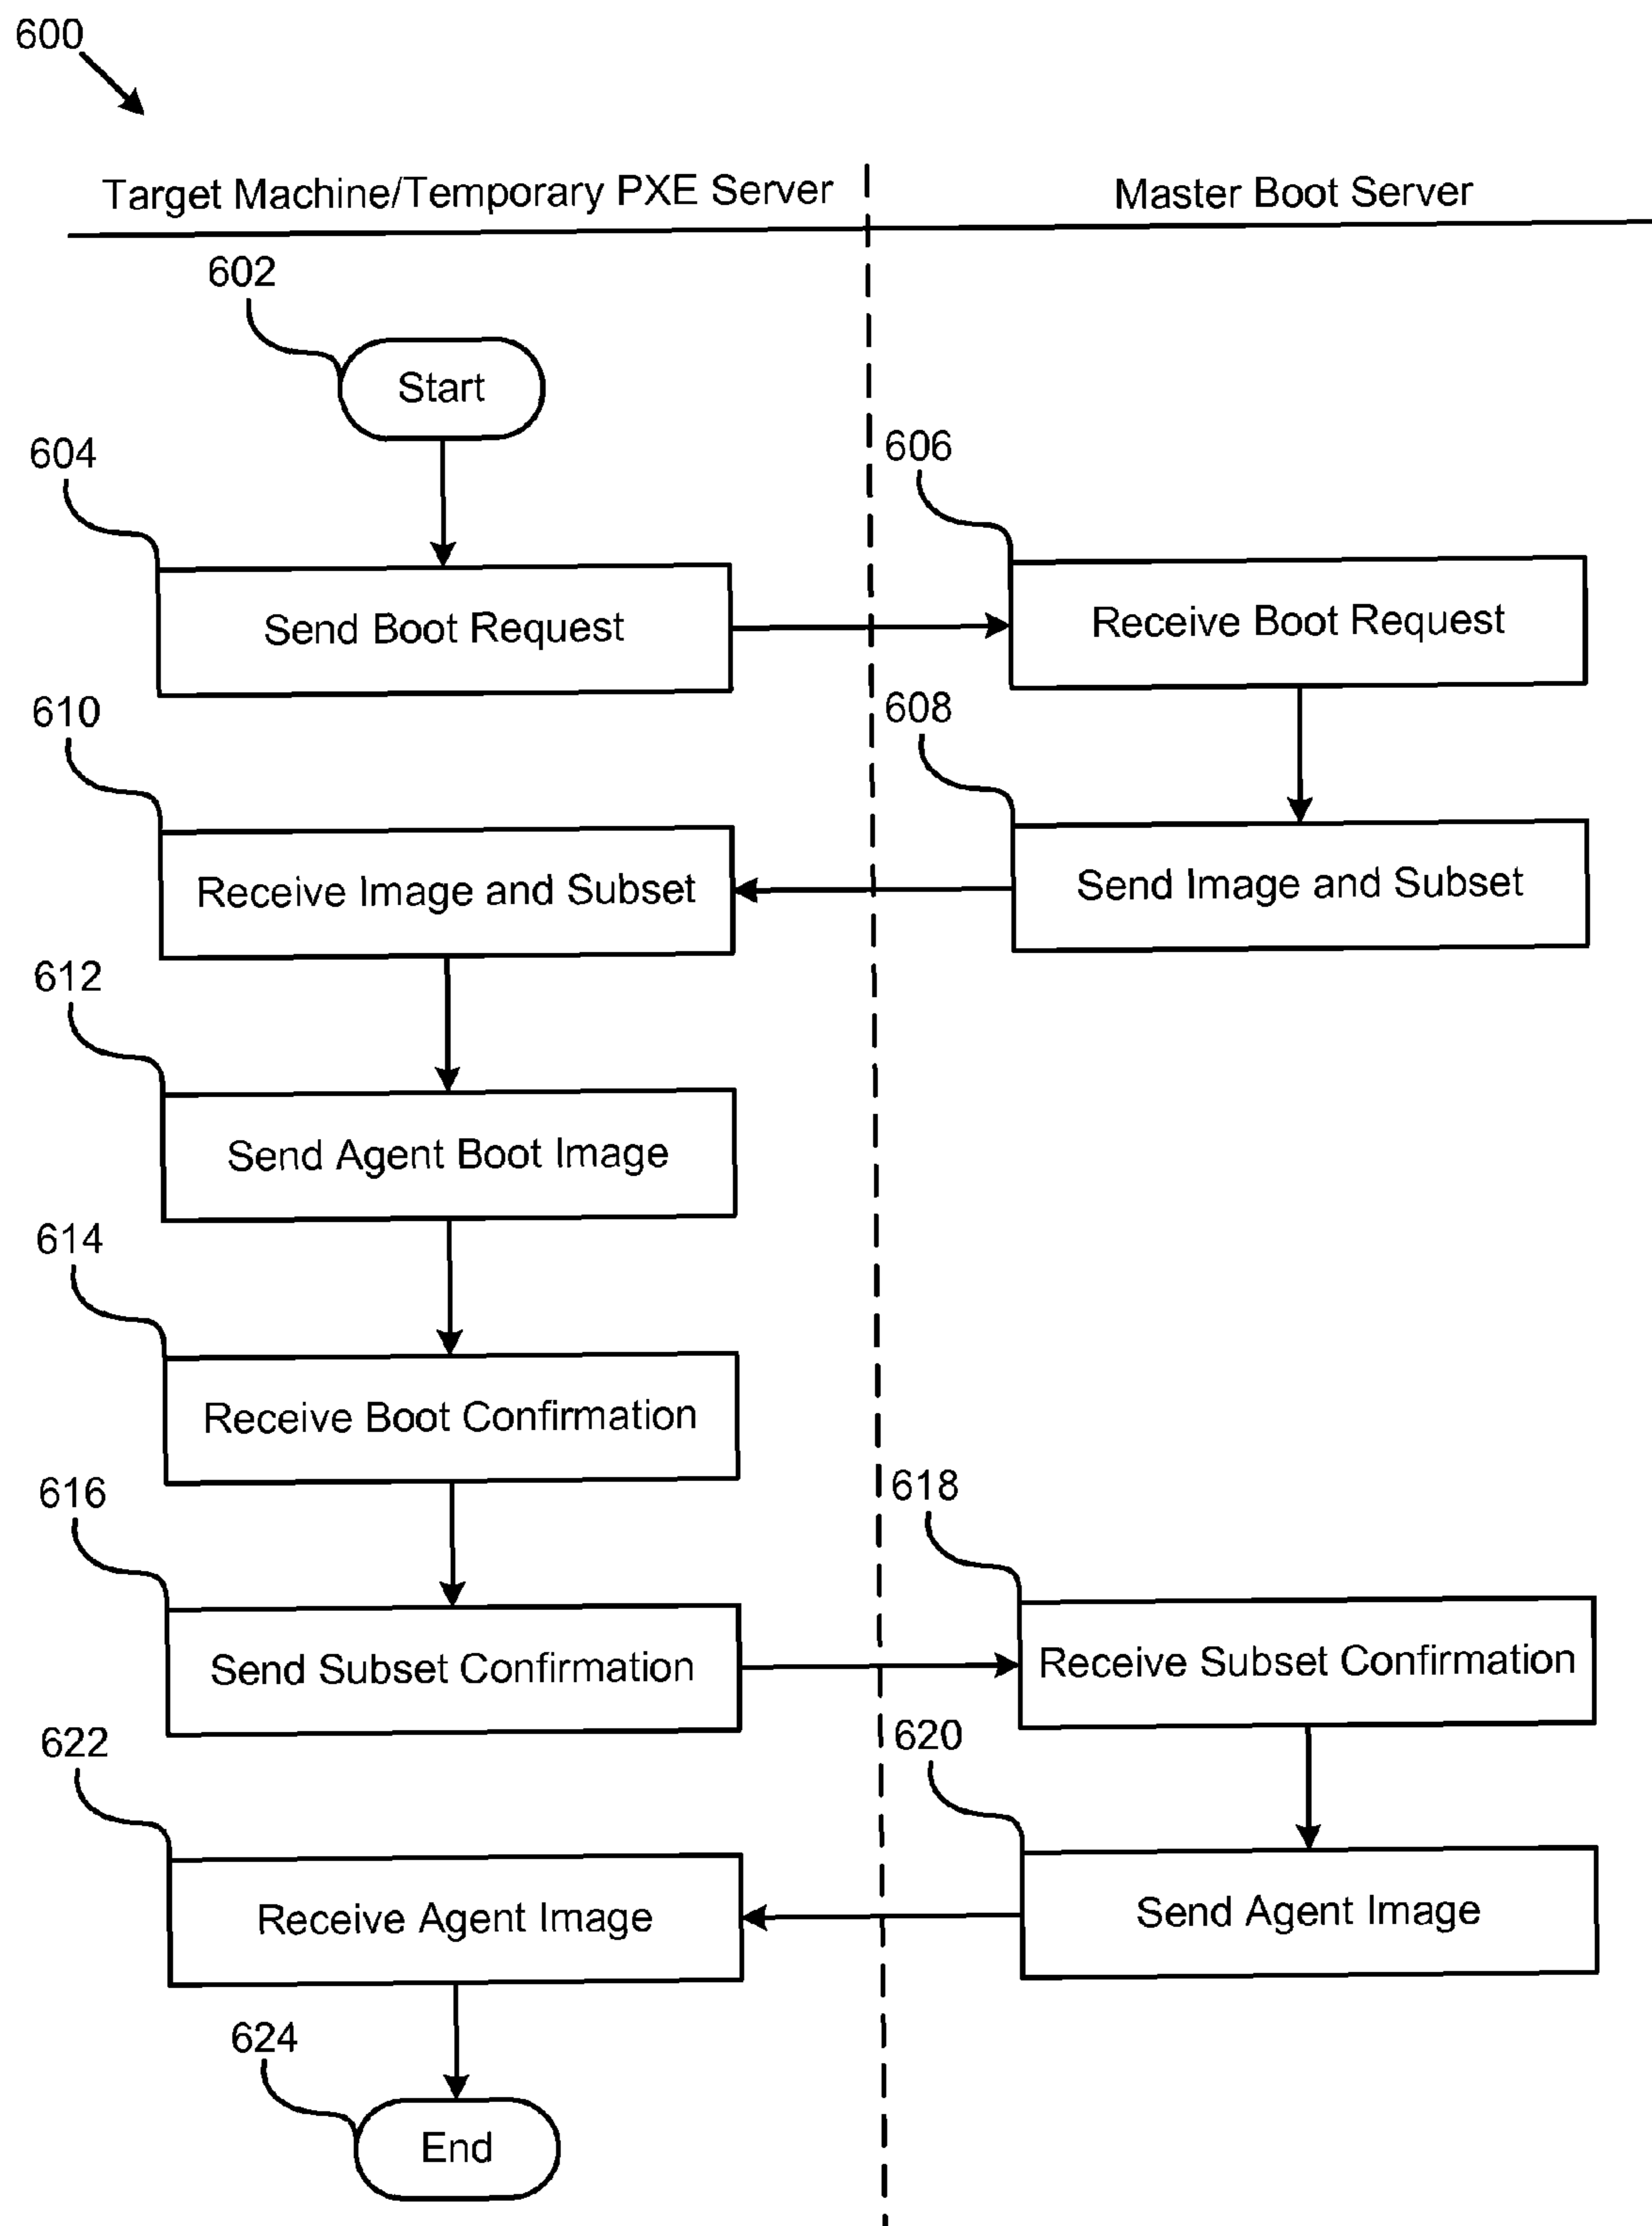 600
Target Machine/Temporary PXE Server
Master Boot Server
602
Start
604
Send Boot Request
606
Receive Boot Request
608
Send Image and Subset
610
Receive Image and Subset
612
Send Agent Boot Image
614
Receive Boot Confirmation
616
Send Subset Confirmation
618
Receive Subset Confirmation
620
Send Agent Image
622
Receive Agent Image
624
End